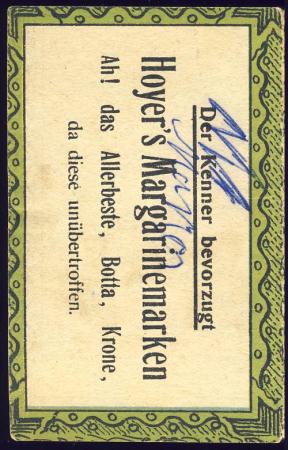 Der Kenner bevorzugt
Hoyer's Margarinemarken
Ah! das Allerbeste, Botta, Krone,
da diese unübertroffen.